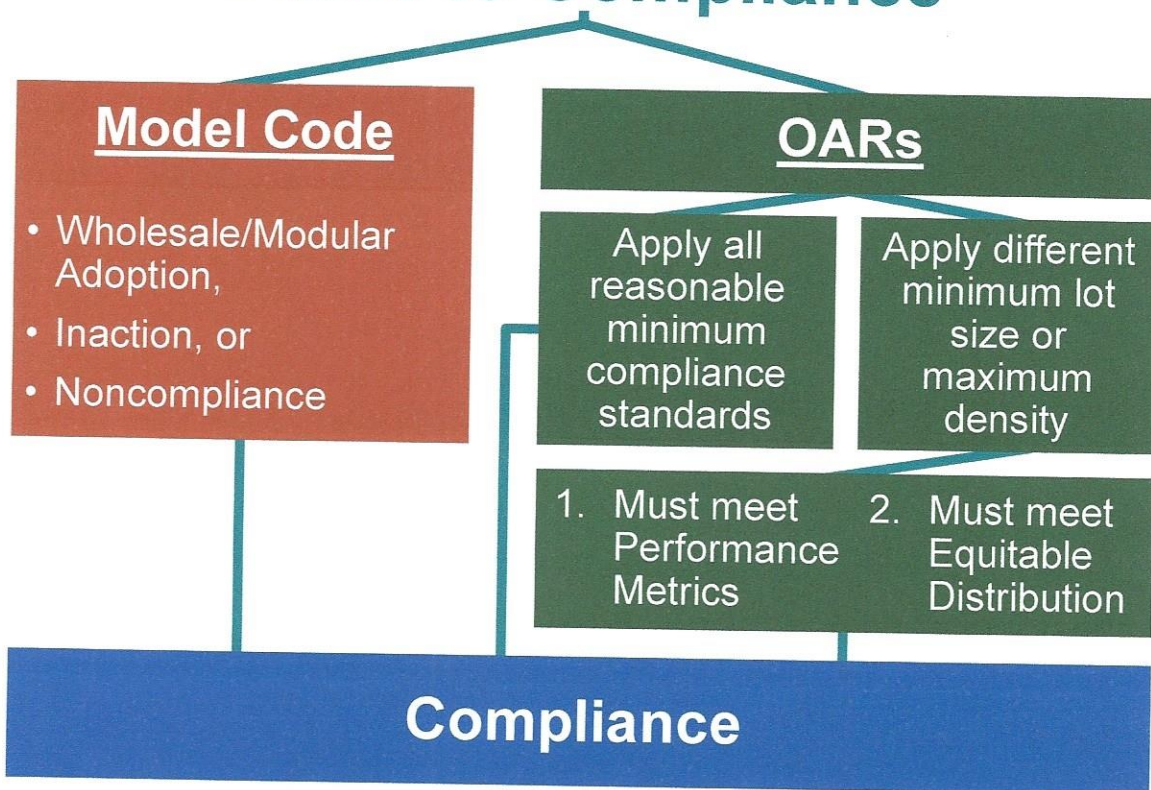 Compliance
Model Code
• Wholesale/Modular
Adoption,
• Inaction, or
• Noncompliance
OARs
Apply all
reasonable
minimum
compliance
standards
Apply different
minimum lot
size or
maximum
density
1. Must meet
Performance
Metrics
2. Must meet
Equitable
Distribution
Compliance